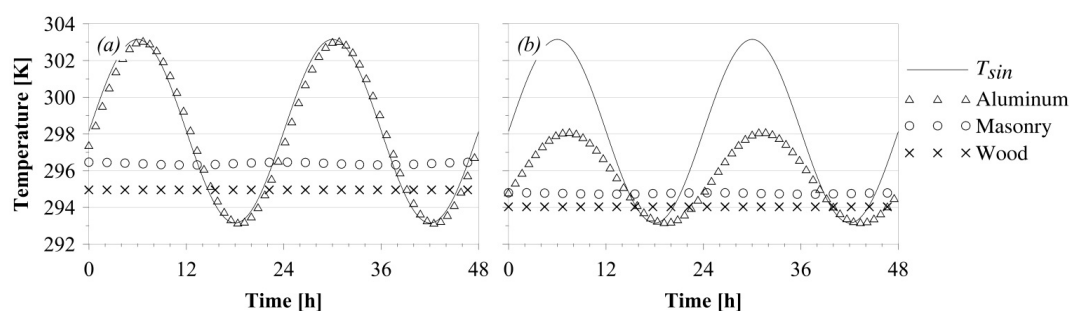 304
302
300
298
296
294
292
Temperature [K]
(a)
0 12 24 36 48
Time [h]
(b)
0 12 24 36 48
Time [h]
T_sin
Aluminum
Masonry
Wood